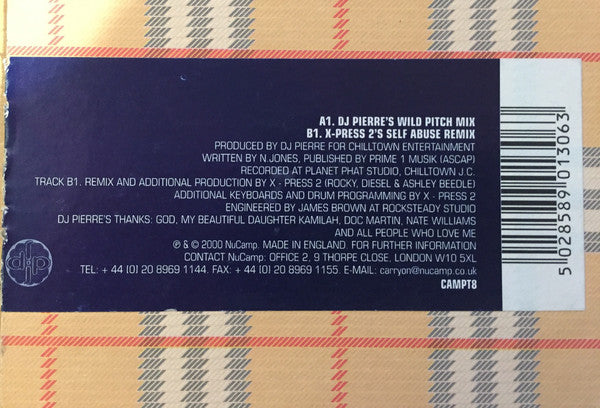 A1. DJ PIERRE'S WILD PITCH MIX
B1. X-PRESS 2'S SELF ABUSE REMIX
PRODUCED BY DJ PIERRE FOR CHILLTOWN ENTERTAINMENT
WRITTEN BY N.JONES, PUBLISHED BY PRIME 1 MUSIK (ASCAP)
RECORDED AT PLANET PHAT STUDIO, CHILLTOWN J.C.
TRACK B1. REMIX AND ADDITIONAL PRODUCTION BY X - PRESS 2 (ROCKY, DIESEL & ASHLEY BEEDLE)
ADDITIONAL KEYBOARDS AND DRUM PROGRAMMING BY X - PRESS 2
ENGINEERED BY JAMES BROWN AT ROCKSTEADY STUDIO
DJ PIERRE'S THANKS: GOD, MY BEAUTIFUL DAUGHTER KAMILAH, DOC MARTIN, NATE WILLIAMS
AND ALL PEOPLE WHO LOVE ME
℗ & © 2000 NuCamp. MADE IN ENGLAND. FOR FURTHER INFORMATION
CONTACT NuCamp: OFFICE 2, 9 THORPE CLOSE, LONDON W10 5XL
TEL: + 44 (0) 20 8969 1144. FAX: + 44 (0) 20 8969 1155. E-MAIL: carryon@nucamp.co.uk
CAMPT8
5 028589 013063
djp